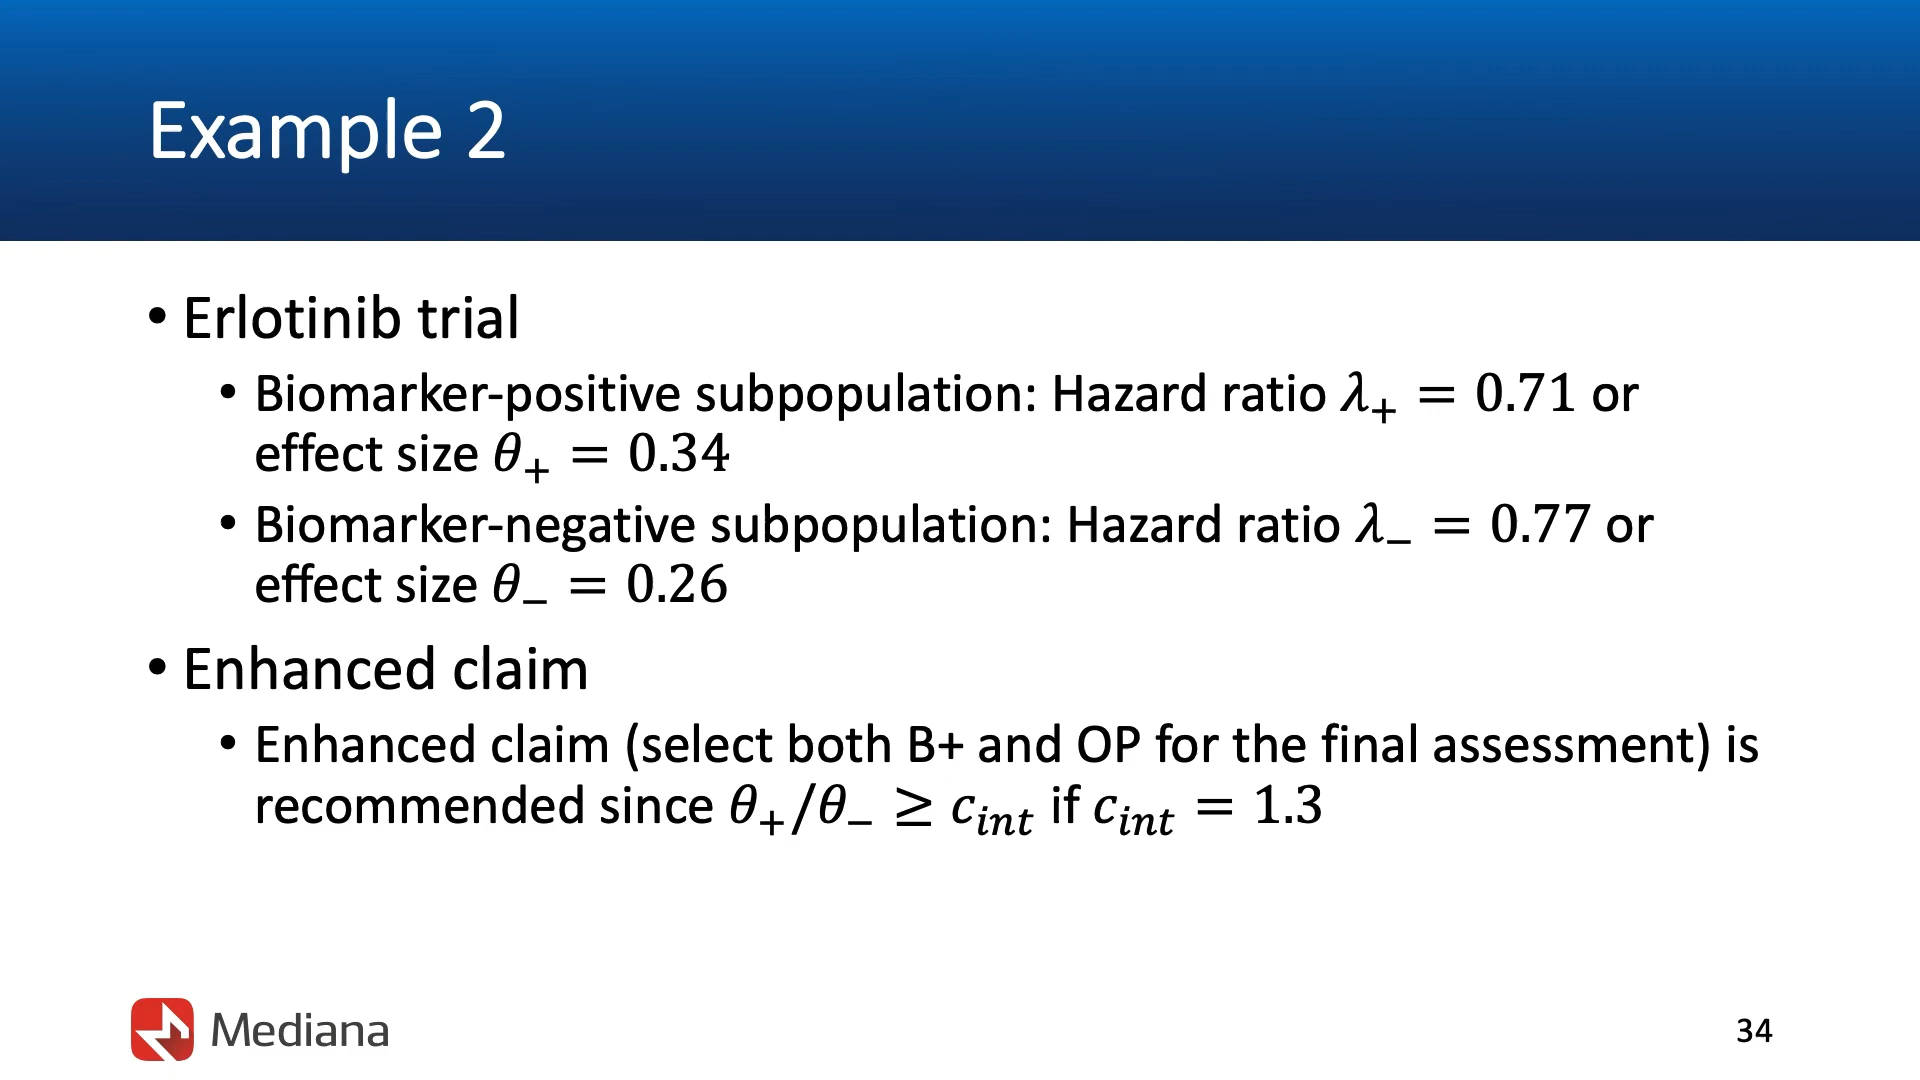 Example 2
• Erlotinib trial
• Biomarker-positive subpopulation: Hazard ratio λ₊ = 0.71 or
effect size θ₊ = 0.34
• Biomarker-negative subpopulation: Hazard ratio λ₋ = 0.77 or
effect size θ₋ = 0.26
• Enhanced claim
• Enhanced claim (select both B+ and OP for the final assessment) is
recommended since θ₊/θ₋ ≥ c_int if c_int = 1.3
Mediana
34